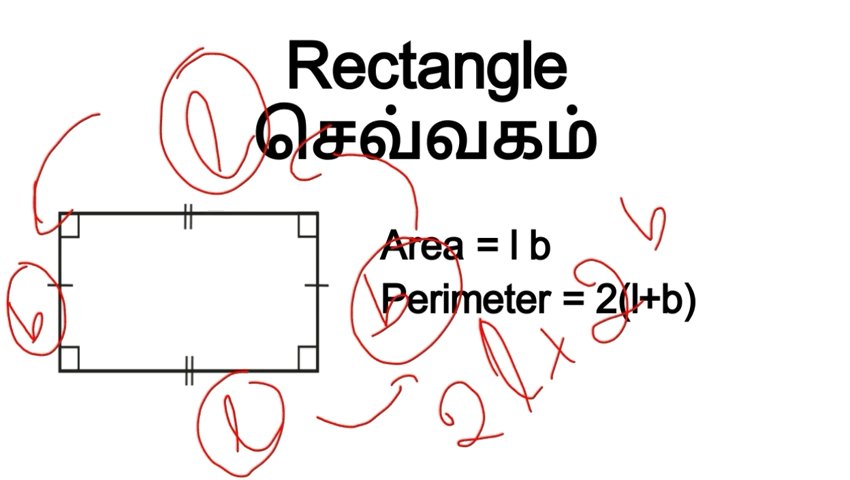 Rectangle
செவ்வகம்
l
Area = l b
Perimeter = 2(l+b)
b
b
l
2l+2b